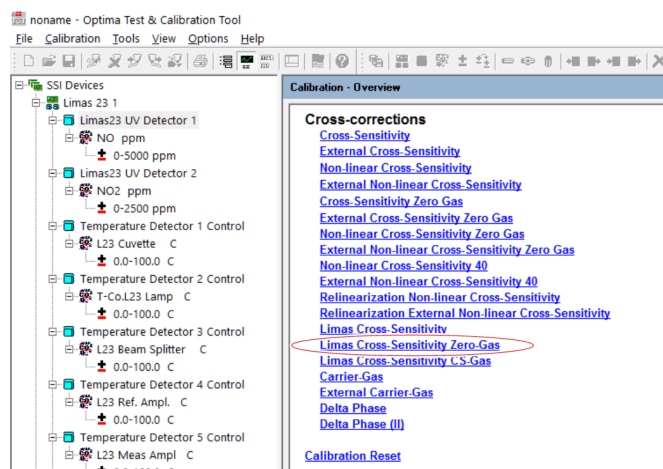 noname - Optima Test & Calibration Tool
File Calibration Tools View Options Help
SSI Devices
Limas 23 1
Limas23 UV Detector 1
NO ppm
0-5000 ppm
Limas23 UV Detector 2
NO2 ppm
0-2500 ppm
Temperature Detector 1 Control
L23 Cuvette C
0.0-100.0 C
Temperature Detector 2 Control
T-Co.L23 Lamp C
0.0-100.0 C
Temperature Detector 3 Control
L23 Beam Splitter C
0.0-100.0 C
Temperature Detector 4 Control
L23 Ref. Ampl. C
0.0-100.0 C
Temperature Detector 5 Control
L23 Meas Ampl C
0.0-100.0 C
Calibration - Overview
Cross-corrections
Cross-Sensitivity
External Cross-Sensitivity
Non-linear Cross-Sensitivity
External Non-linear Cross-Sensitivity
Cross-Sensitivity Zero Gas
External Cross-Sensitivity Zero Gas
Non-linear Cross-Sensitivity Zero Gas
External Non-linear Cross-Sensitivity Zero Gas
Non-linear Cross-Sensitivity 40
External Non-linear Cross-Sensitivity 40
Relinearization Non-linear Cross-Sensitivity
Relinearization External Non-linear Cross-Sensitivity
Limas Cross-Sensitivity
Limas Cross-Sensitivity Zero-Gas
Limas Cross-Sensitivity CS-Gas
Carrier-Gas
External Carrier-Gas
Delta Phase
Delta Phase (II)
Calibration Reset